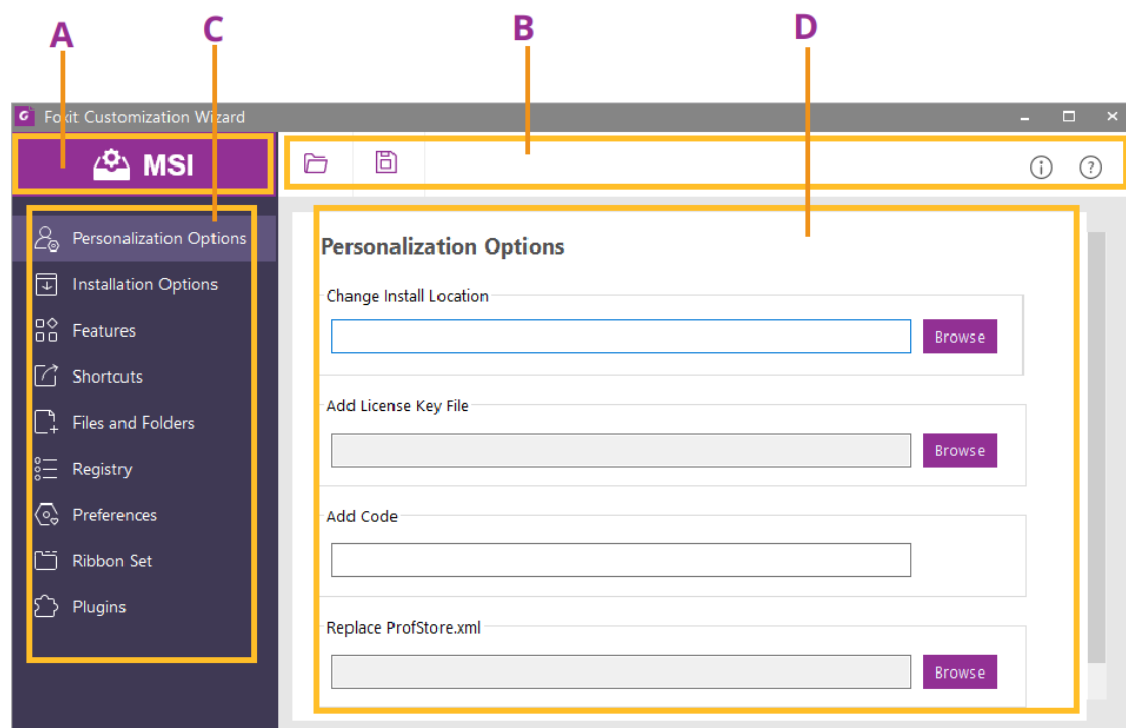 A
C
B
D
Foxit Customization Wizard
MSI
Personalization Options
Installation Options
Features
Shortcuts
Files and Folders
Registry
Preferences
Ribbon Set
Plugins
Personalization Options
Change Install Location
Browse
Add License Key File
Browse
Add Code
Replace ProfStore.xml
Browse